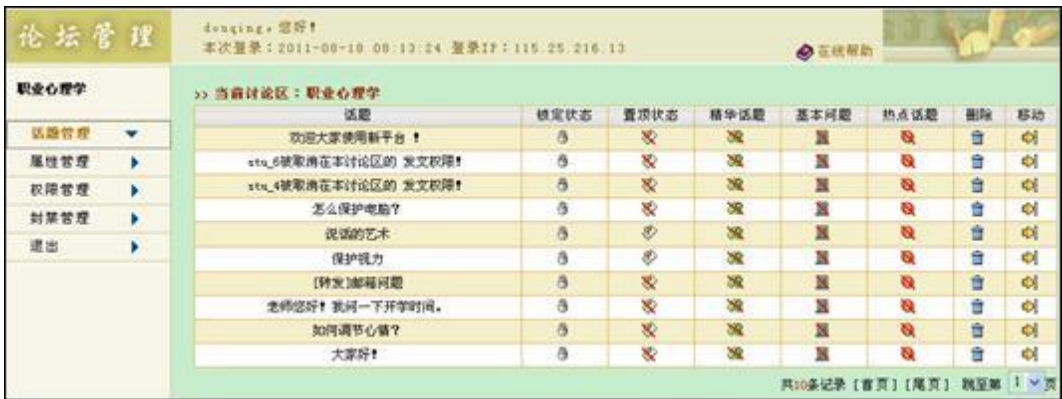 论坛管理
donqing，您好！
本次登录：2011-08-18 08:13:24 登录IP：115.25.216.13
在线帮助
职业心理学
>> 当前讨论区：职业心理学
话题 锁定状态 置顶状态 精华话题 基本问题 热点话题 删除 移动
话题管理
属性管理
权限管理
封禁管理
退出
欢迎大家使用新平台 ！
stu_6被取消在本讨论区的 发文权限！
stu_4被取消在本讨论区的 发文权限！
怎么保护电脑？
说话的艺术
保护视力
[转发]邮箱问题
老师您好！我问一下开学时间。
如何调节心情？
大家好！
共10条记录 [首页] [尾页] 跳至第 1 页